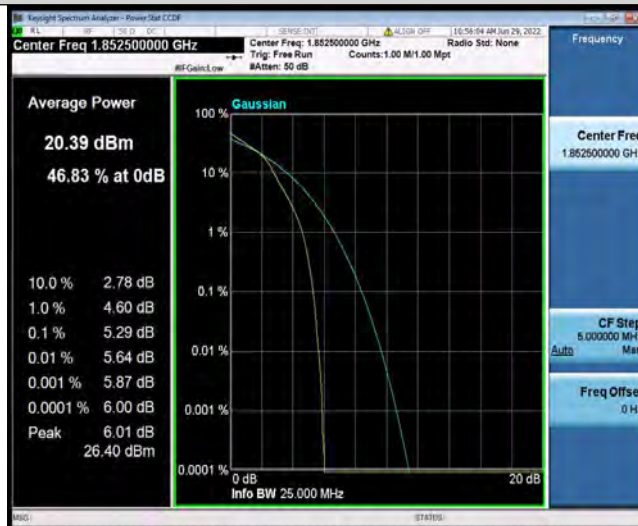 Keysight Spectrum Analyzer - Power Stat CCDF
RL RF 50 Ω DC SENSE:INT ALIGN OFF 10:56:04 AM Jun 29, 2022
Center Freq 1.852500000 GHz
Center Freq: 1.852500000 GHz Radio Std: None
Trig: Free Run Counts:1.00 M/1.00 Mpt
#IFGain:Low #Atten: 50 dB
Frequency
Average Power
20.39 dBm
46.83 % at 0dB
10.0 % 2.78 dB
1.0 % 4.60 dB
0.1 % 5.29 dB
0.01 % 5.64 dB
0.001 % 5.87 dB
0.0001 % 6.00 dB
Peak 6.01 dB
26.40 dBm
Gaussian
100 %
10 %
1 %
0.1 %
0.01 %
0.001 %
0.0001 %
0 dB 20 dB
Info BW 25.000 MHz
Center Freq
1.852500000 GH
CF Step
5.000000 MH
Auto Ma
Freq Offse
0 H
MSG STATUS